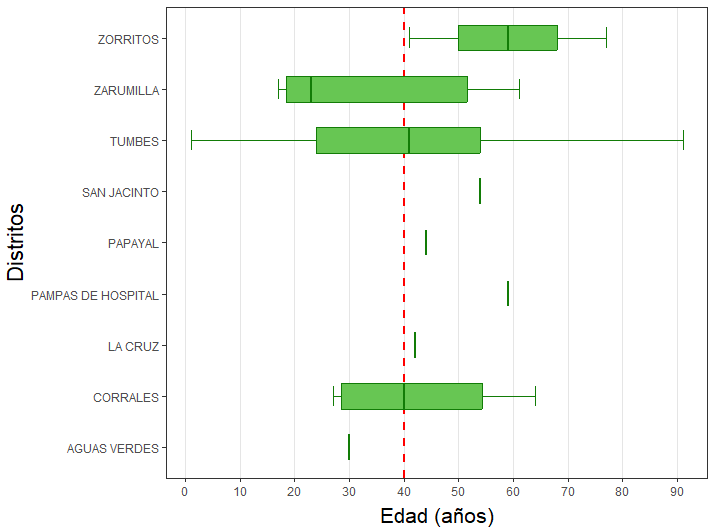 ZORRITOS
ZARUMILLA
TUMBES
SAN JACINTO
PAPAYAL
PAMPAS DE HOSPITAL
LA CRUZ
CORRALES
AGUAS VERDES
Distritos
0 10 20 30 40 50 60 70 80 90
Edad (años)